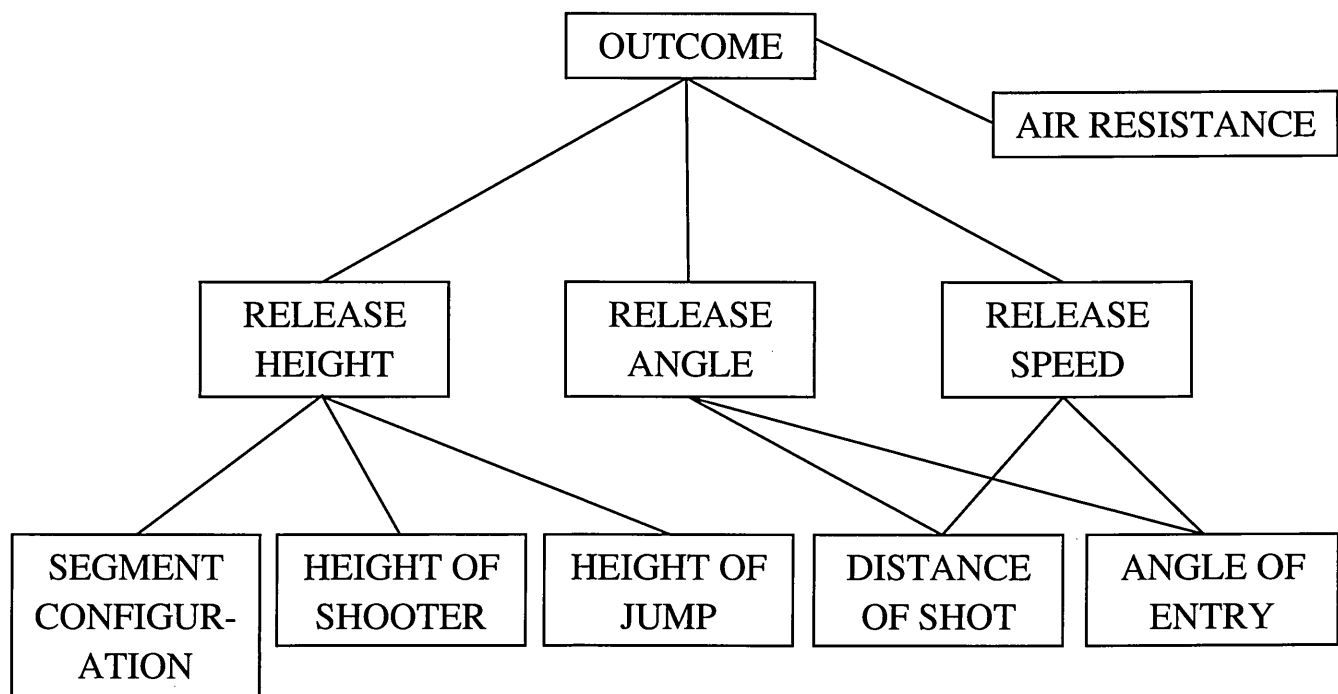 OUTCOME
AIR RESISTANCE
RELEASE
HEIGHT
RELEASE
ANGLE
RELEASE
SPEED
SEGMENT
CONFIGUR-
ATION
HEIGHT OF
SHOOTER
HEIGHT OF
JUMP
DISTANCE
OF SHOT
ANGLE OF
ENTRY